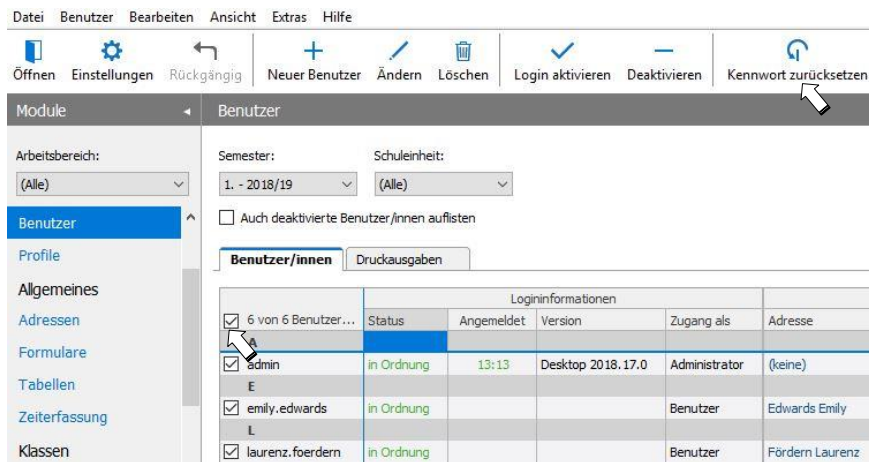 Datei Benutzer Bearbeiten Ansicht Extras Hilfe
Öffnen Einstellungen Rückgängig Neuer Benutzer Ändern Löschen Login aktivieren Deaktivieren Kennwort zurücksetzen
Module Benutzer
Arbeitsbereich: Semester: Schuleinheit:
(Alle) 1. - 2018/19 (Alle)
Benutzer Auch deaktivierte Benutzer/innen auflisten
Profile Benutzer/innen Druckausgaben
Allgemeines Logininformationen
Adressen 6 von 6 Benutzer... Status Angemeldet Version Zugang als Adresse
A
Formulare admin in Ordnung 13:13 Desktop 2018.17.0 Administrator (keine)
Tabellen E
Zeiterfassung emily.edwards in Ordnung Benutzer Edwards Emily
L
Klassen laurenz.foerdern in Ordnung Benutzer Fördern Laurenz